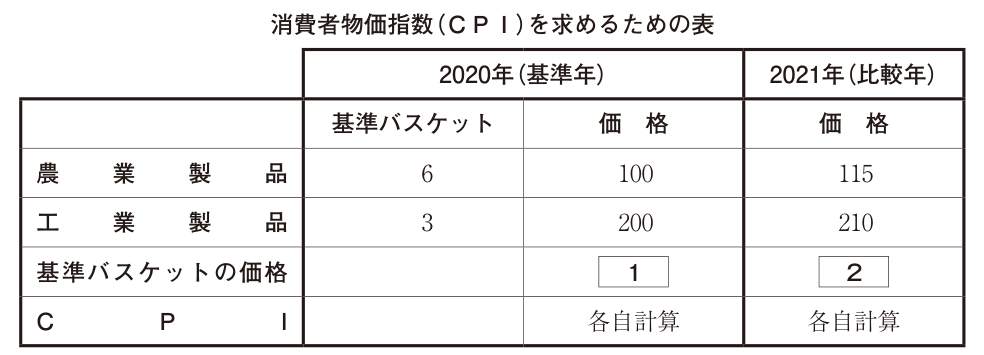 消費者物価指数(ＣＰＩ)を求めるための表
2020年(基準年) 2021年(比較年)
基準バスケット 価　格 価　格
農業製品 6 100 115
工業製品 3 200 210
基準バスケットの価格 1 2
ＣＰＩ 各自計算 各自計算